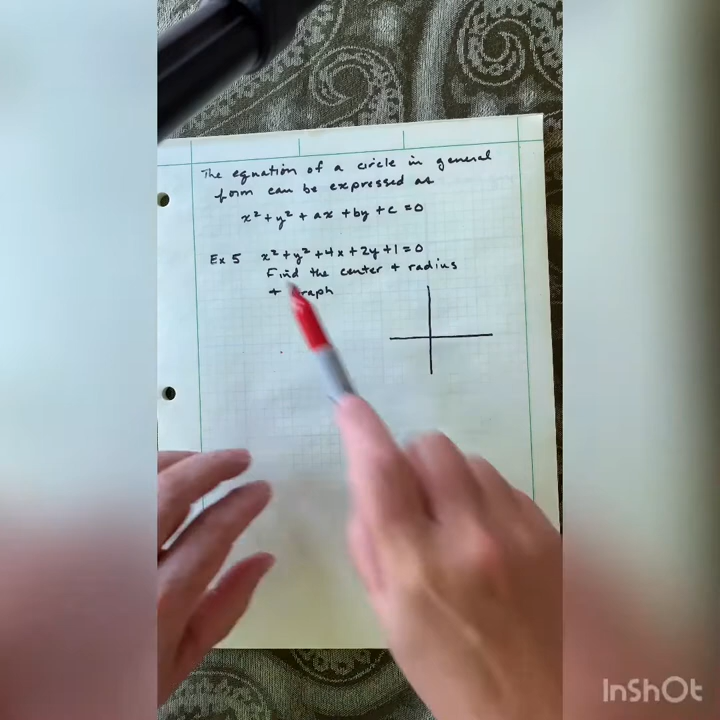 The equation of a circle in general
form can be expressed as
x² + y² + ax + by + c = 0
Ex 5 x² + y² + 4x + 2y + 1 = 0
Find the center + radius
+ graph
InShOt